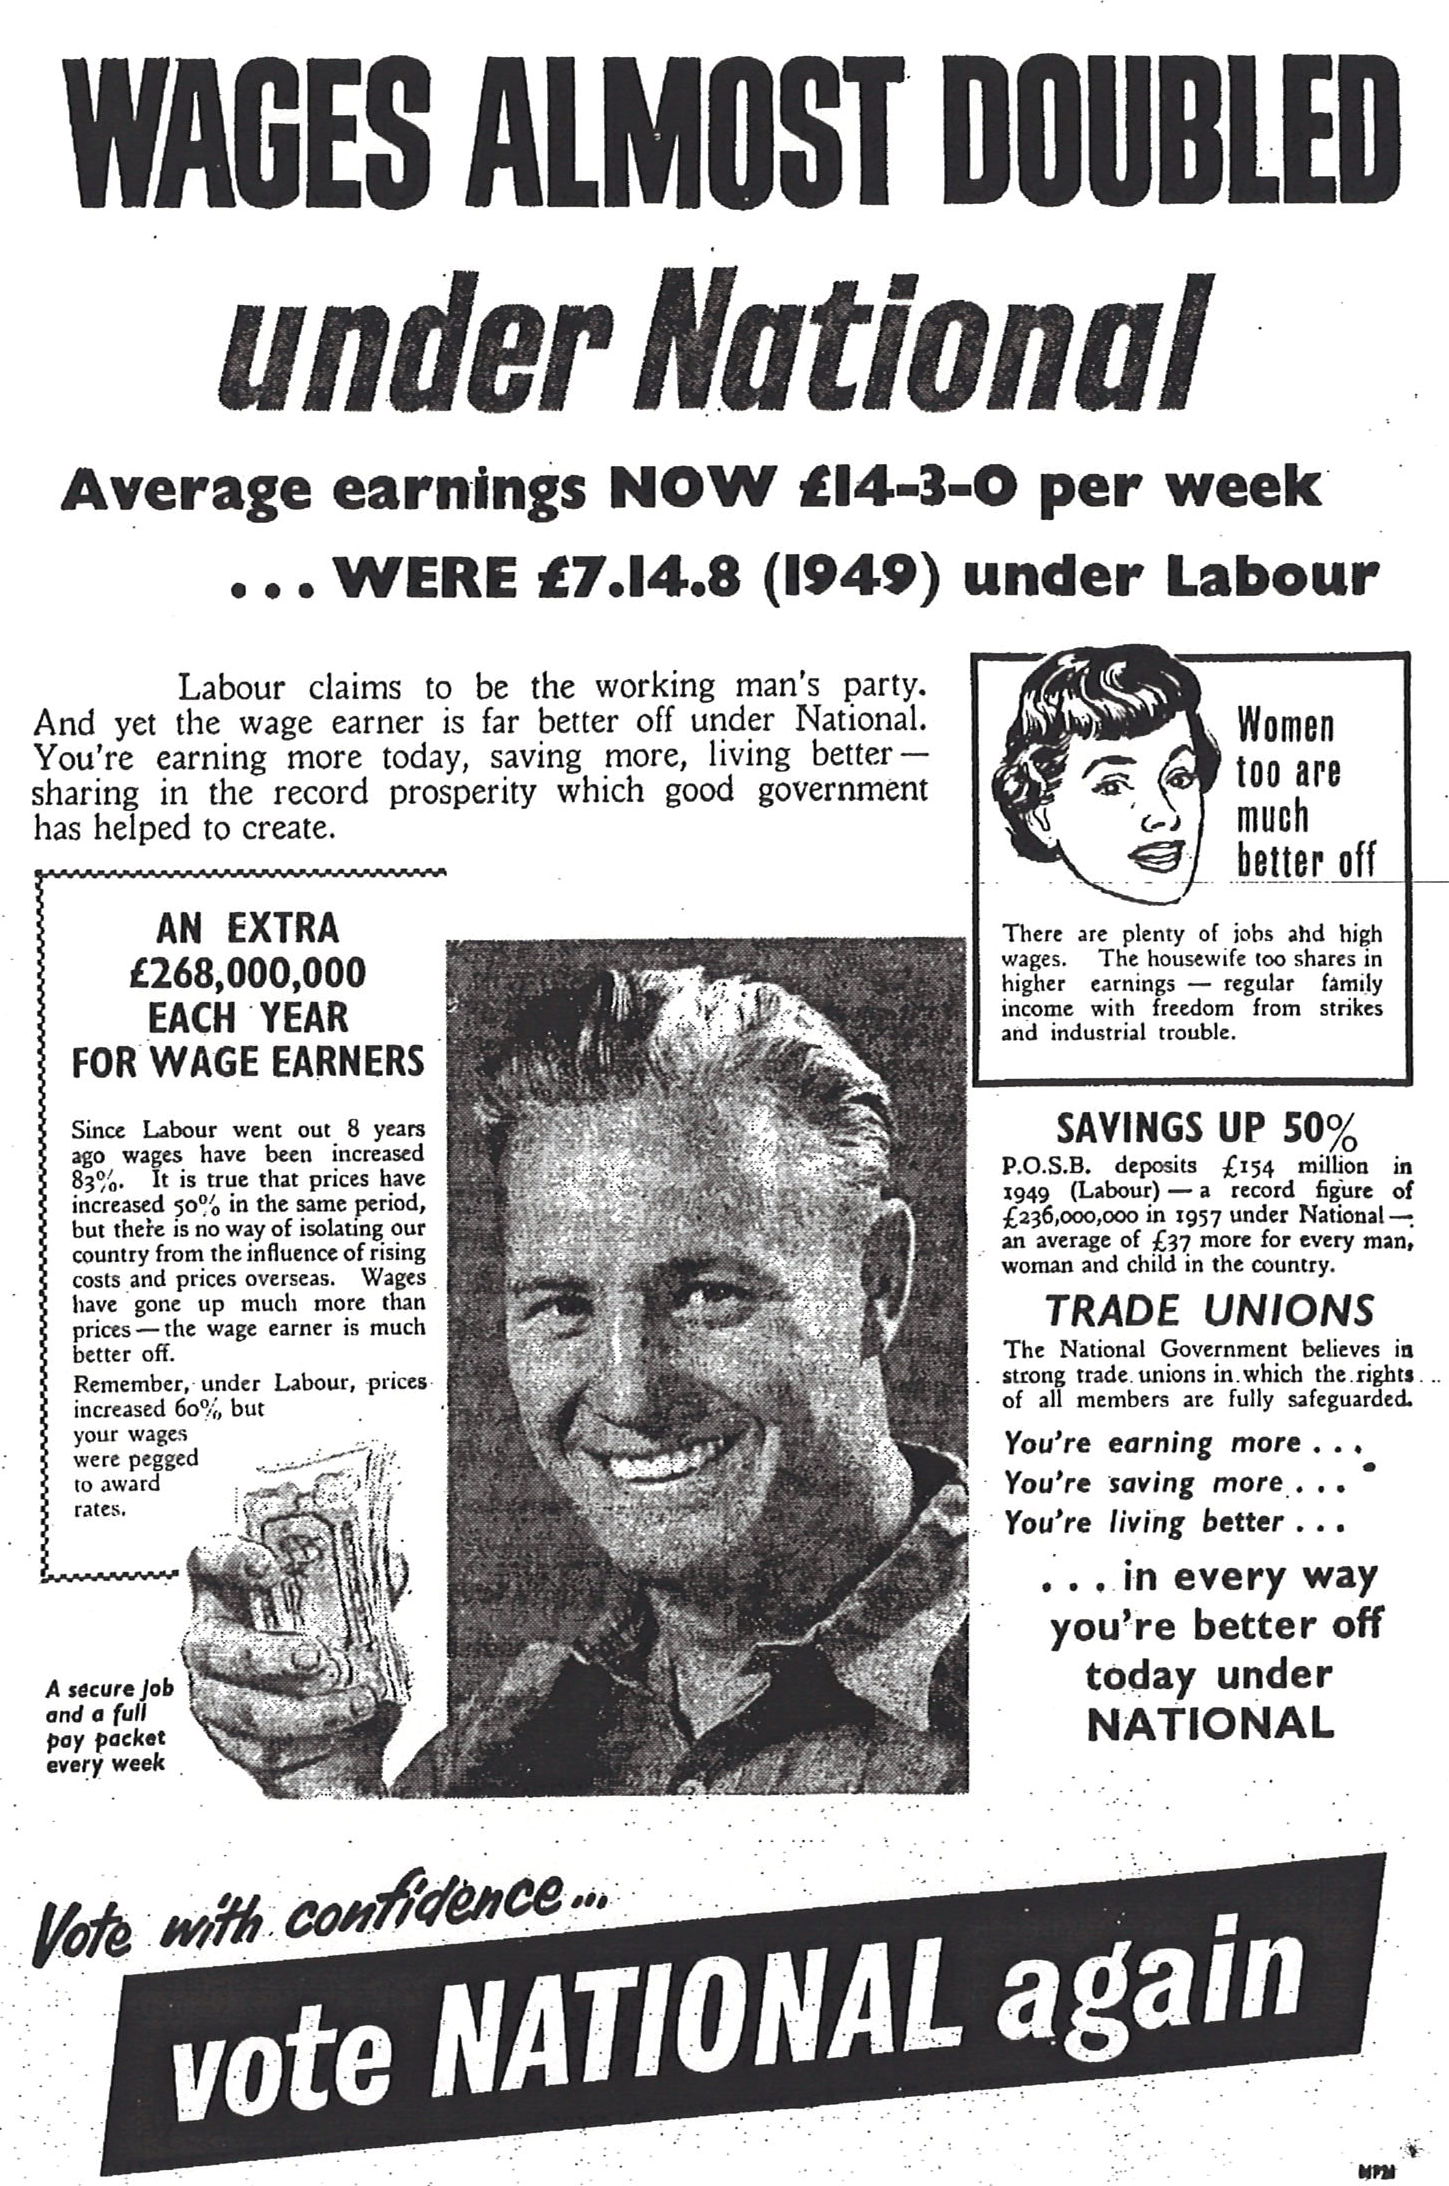 WAGES ALMOST DOUBLED
under National
Average earnings NOW £14-3-0 per week
. . . WERE £7.14.8 (1949) under Labour
Labour claims to be the working man's party.
And yet the wage earner is far better off under National.
You're earning more today, saving more, living better —
sharing in the record prosperity which good government
has helped to create.
AN EXTRA
£268,000,000
EACH YEAR
FOR WAGE EARNERS
Since Labour went out 8 years
ago wages have been increased
83%. It is true that prices have
increased 50% in the same period,
but there is no way of isolating our
country from the influence of rising
costs and prices overseas. Wages
have gone up much more than
prices — the wage earner is much
better off.
Remember, under Labour, prices
increased 60%, but
your wages
were pegged
to award
rates.
A secure job
and a full
pay packet
every week
Women
too are
much
better off
There are plenty of jobs and high
wages. The housewife too shares in
higher earnings — regular family
income with freedom from strikes
and industrial trouble.
SAVINGS UP 50%
P.O.S.B. deposits £154 million in
1949 (Labour) — a record figure of
£236,000,000 in 1957 under National —
an average of £37 more for every man,
woman and child in the country.
TRADE UNIONS
The National Government believes in
strong trade unions in which the rights
of all members are fully safeguarded.
You're earning more . . .
You're saving more . . .
You're living better . . .
. . . in every way
you're better off
today under
NATIONAL
Vote with confidence...
vote NATIONAL again